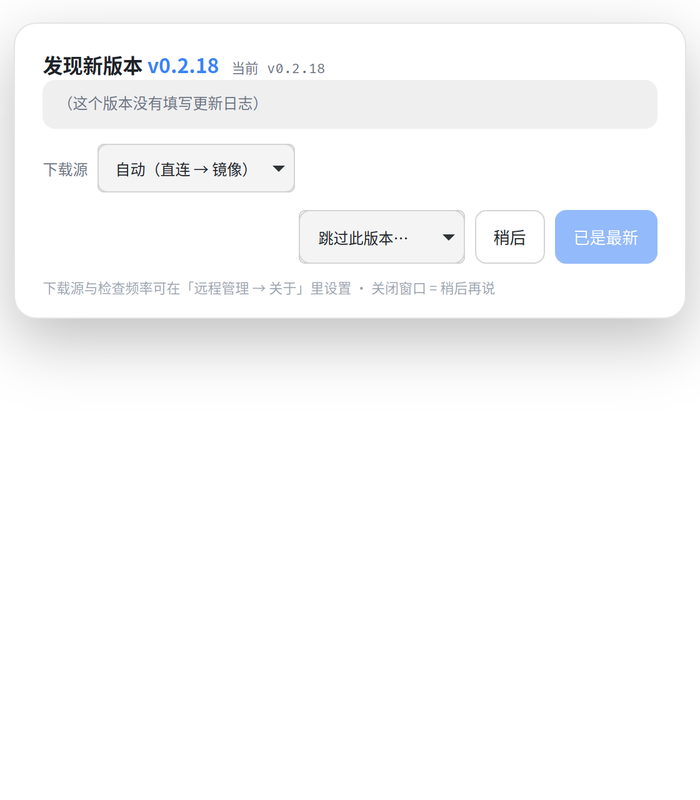 发现新版本 v0.2.18 当前 v0.2.18
（这个版本没有填写更新日志）
下载源 自动（直连 → 镜像）
跳过此版本… 稍后 已是最新
下载源与检查频率可在「远程管理 → 关于」里设置 · 关闭窗口 = 稍后再说